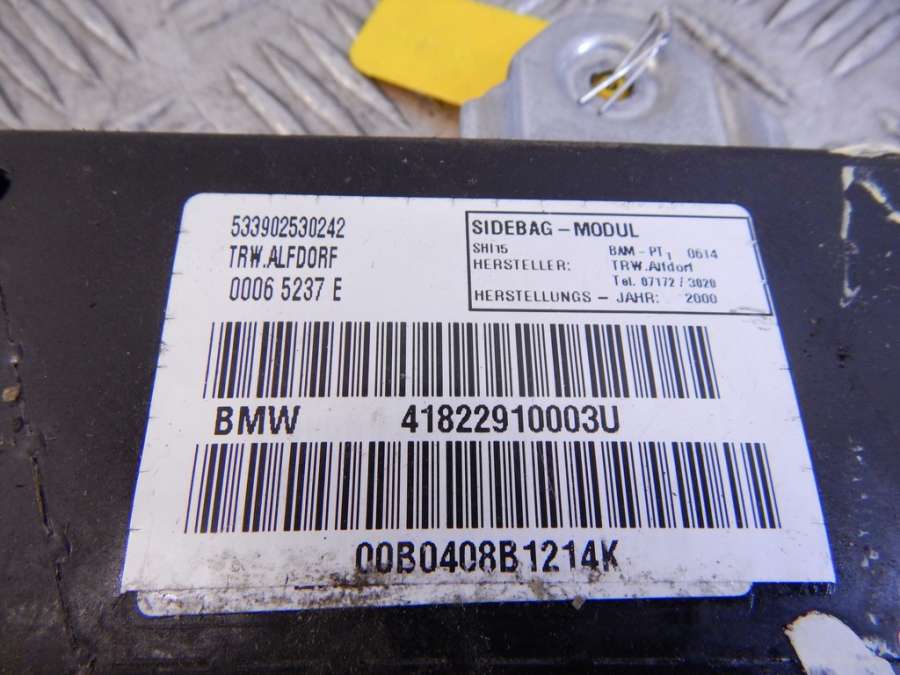 533902530242
TRW.ALFDORF
0006 5237 E
SIDEBAG - MODUL
SHI15 BAM - PT1 0614
HERSTELLER: TRW.Alfdorf
Tel. 07172 / 3020
HERSTELLUNGS - JAHR: 2000
BMW 41822910003U
00B0408B1214K